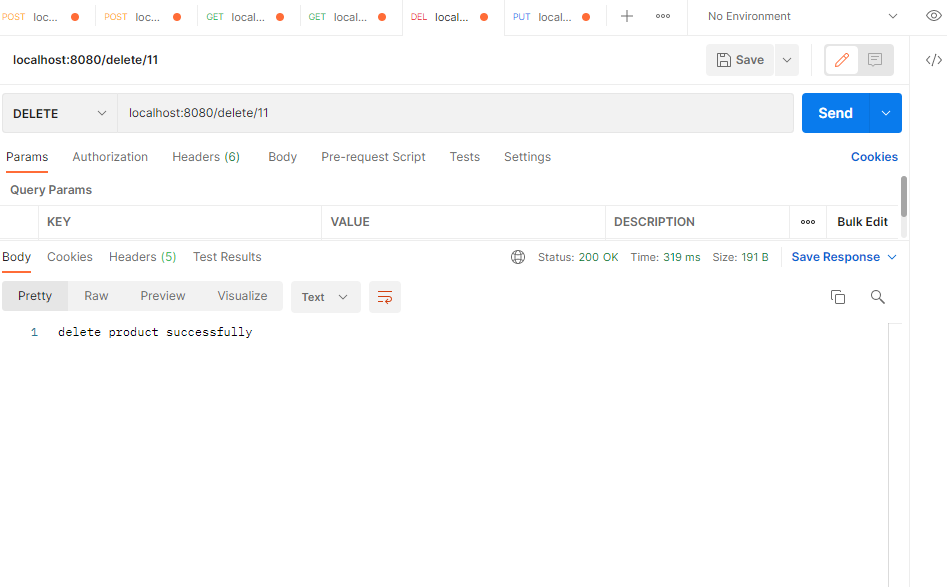 POST loc... POST loc... GET local... GET local... DEL local... PUT local... No Environment
localhost:8080/delete/11 Save
DELETE localhost:8080/delete/11 Send
Params Authorization Headers (6) Body Pre-request Script Tests Settings Cookies
Query Params
KEY VALUE DESCRIPTION Bulk Edit
Body Cookies Headers (5) Test Results Status: 200 OK Time: 319 ms Size: 191 B Save Response
Pretty Raw Preview Visualize Text
1 delete product successfully